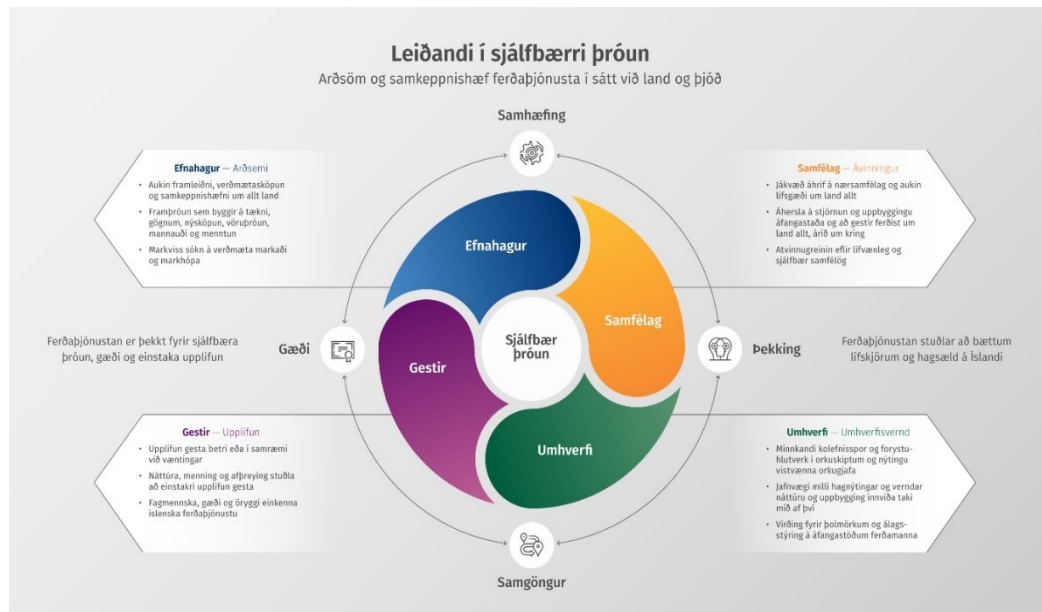 Leiðandi í sjálfbærri þróun
Arðsöm og samkeppnishæf ferðaþjónusta í sátt við land og þjóð
Samhæfing
Efnahagur — Arðsemi
• Aukin framleiðni, verðmætasköpun
og samkeppnishæfni um allt land
• Framþróun sem byggir á tækni,
gögnum, nýsköpun, vöruþróun,
mannauði og menntun
• Markviss sókn á verðmæta markaði
og markhópa
Samfélag — Ávinningur
• Jákvæð áhrif á nærsamfélag og aukin
lífsgæði um land allt
• Áhersla á stjórnun og uppbyggingu
áfangastaða og að gestir ferðist um
land allt, árið um kring
• Atvinnugreinin eflir lífvænleg og
sjálfbær samfélög
Efnahagur
Samfélag
Sjálfbær
þróun
Gestir
Umhverfi
Ferðaþjónustan er þekkt fyrir sjálfbæra
þróun, gæði og einstaka upplifun
Gæði
Þekking
Ferðaþjónustan stuðlar að bættum
lífskjörum og hagsæld á Íslandi
Gestir — Upplifun
• Upplifun gesta betri eða í samræmi
við væntingar
• Náttúra, menning og afþreying stuðla
að einstakri upplifun gesta
• Fagmennska, gæði og öryggi einkenna
íslenska ferðaþjónustu
Umhverfi — Umhverfisvernd
• Minnkandi kolefnisspor og forystu-
hlutverk í orkuskiptum og nýtingu
vistvænna orkugjafa
• Jafnvægi milli hagnýtingar og verndar
náttúru og uppbygging innviða taki
mið af því
• Virðing fyrir þolmörkum og álags-
stýring á áfangastöðum ferðamanna
Samgöngur